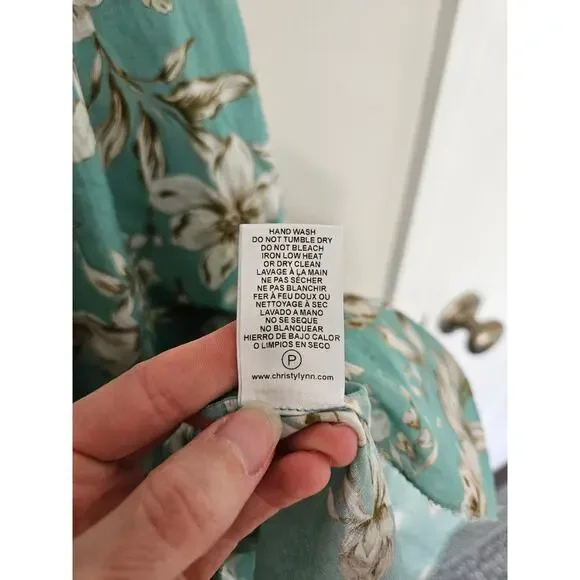 HAND WASH
DO NOT TUMBLE DRY
DO NOT BLEACH
IRON LOW HEAT
OR DRY CLEAN
LAVAGE À LA MAIN
NE PAS SÉCHER
NE PAS BLANCHIR
FER À FEU DOUX OU
NETTOYAGE À SEC
LAVADO A MANO
NO SE SEQUE
NO BLANQUEAR
HIERRO DE BAJO CALOR
O LIMPIOS EN SECO
P
www.christylynn.com